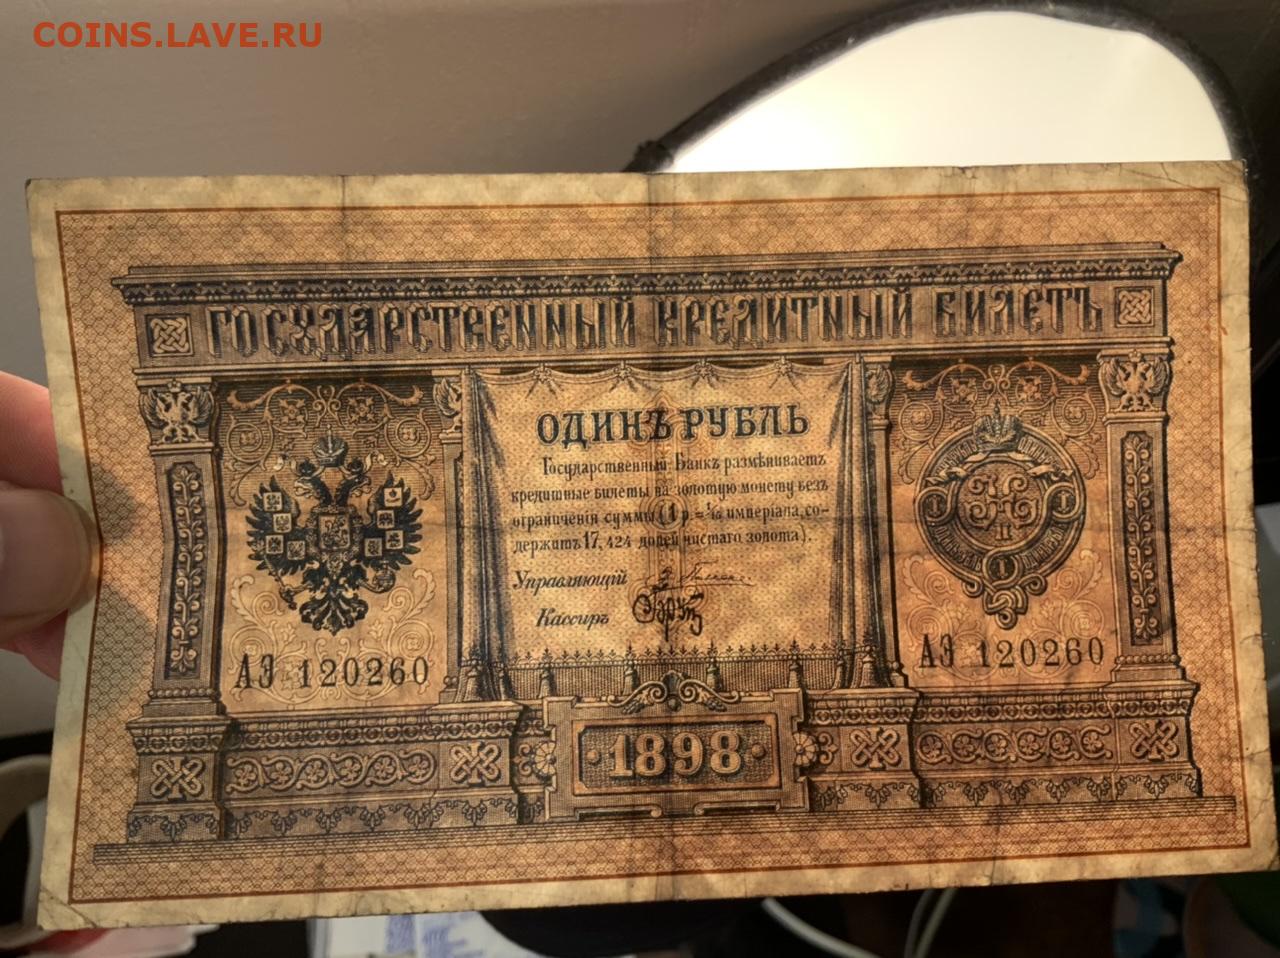 COINS.LAVE.RU
ГОСУДАРСТВЕННЫЙ КРЕДИТНЫЙ БИЛЕТЪ
ОДИНЪ РУБЛЬ
Государственный Банкъ размѣниваетъ
кредитные билеты на золотую монету безъ
ограниченія суммы (1 р. = 1/15 имперіала, со-
держитъ 17,424 долей чистаго золота).
Управляющій
Кассиръ
АЭ 120260
АЭ 120260
1898